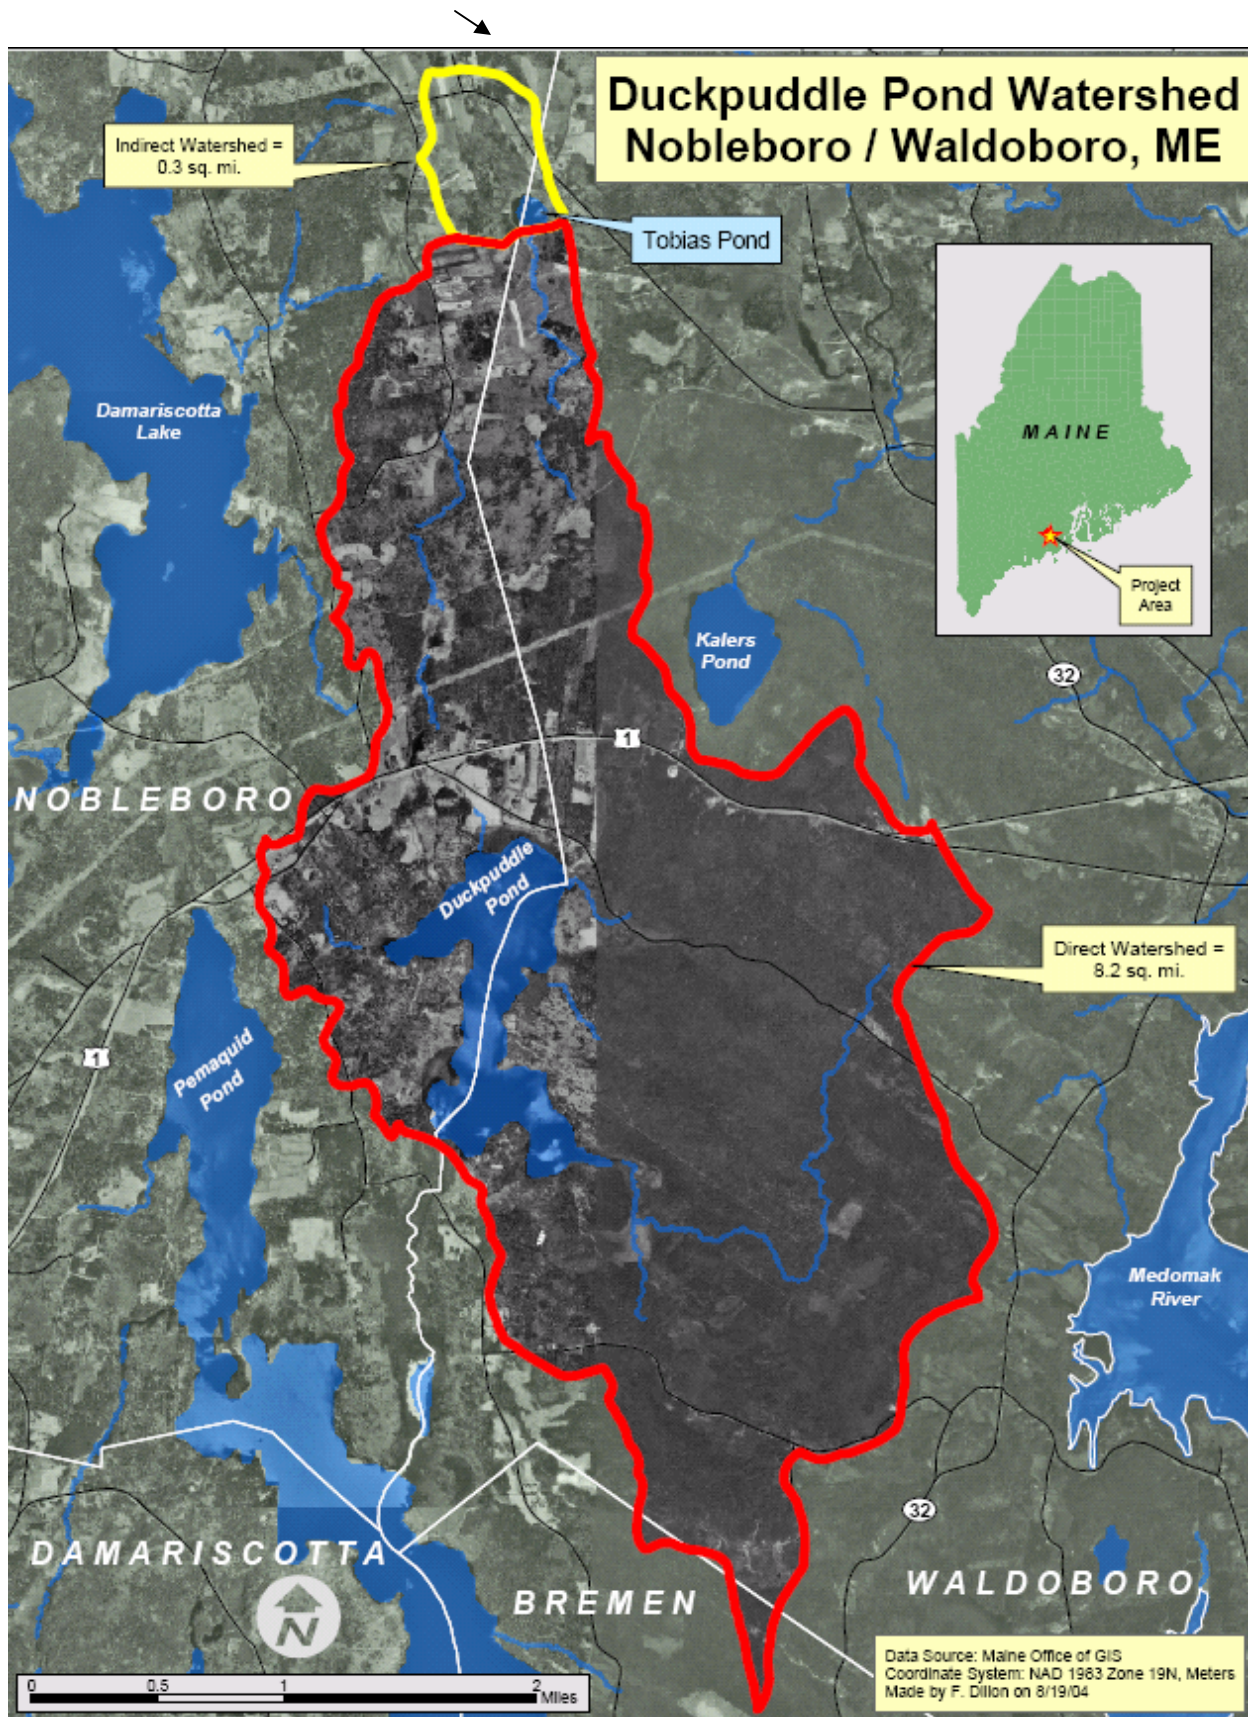 Duckpuddle Pond Watershed
Nobleboro / Waldoboro, ME
Indirect Watershed =
0.3 sq. mi.
Tobias Pond
Damariscotta
Lake
MAINE
Project
Area
Kalers
Pond
32
1
NOBLEBORO
Duckpuddle
Pond
Direct Watershed =
8.2 sq. mi.
1
Pemaquid
Pond
Medomak
River
32
DAMARISCOTTA
WALDOBORO
BREMEN
N
Data Source: Maine Office of GIS
Coordinate System: NAD 1983 Zone 19N, Meters
Made by F. Dillon on 8/19/04
0 0.5 1 2
Miles